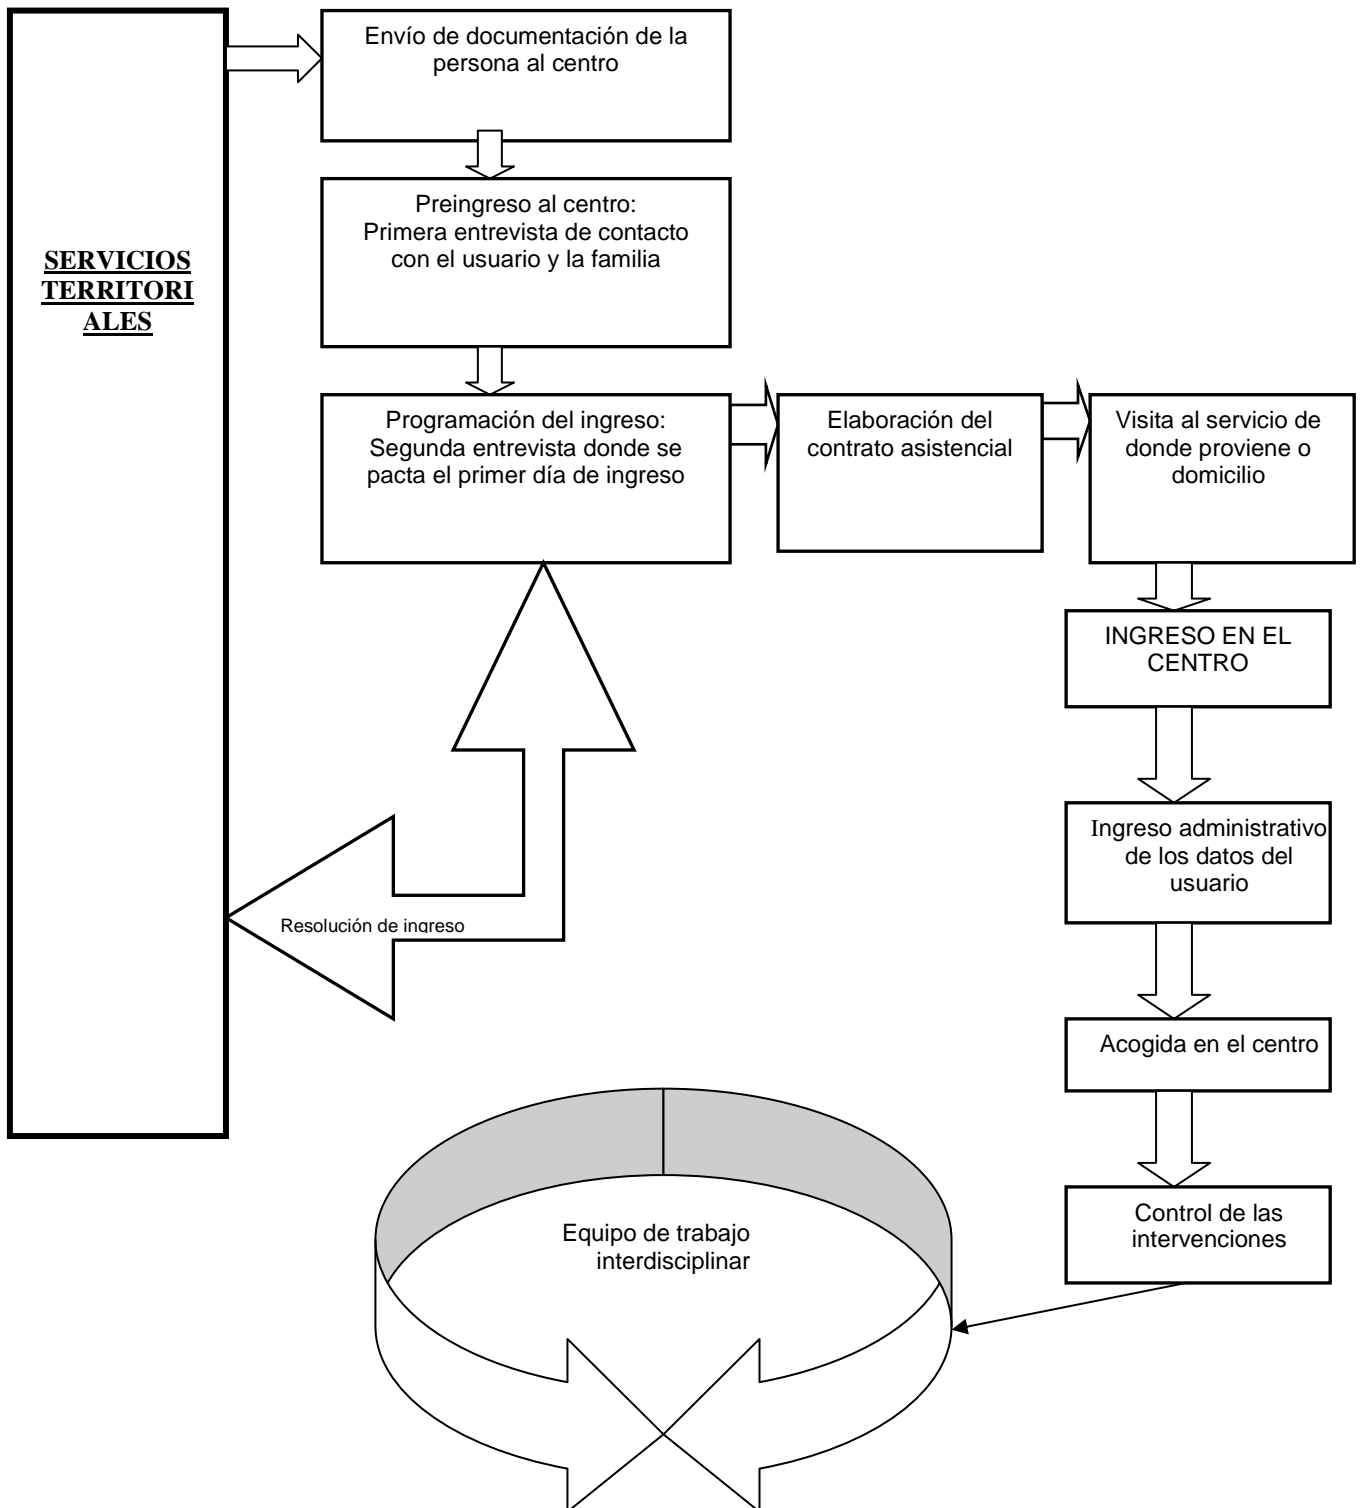 SERVICIOS
TERRITORI
ALES
Envío de documentación de la
persona al centro
Preingreso al centro:
Primera entrevista de contacto
con el usuario y la familia
Programación del ingreso:
Segunda entrevista donde se
pacta el primer día de ingreso
Elaboración del
contrato asistencial
Visita al servicio de
donde proviene o
domicilio
INGRESO EN EL
CENTRO
Ingreso administrativo
de los datos del
usuario
Resolución de ingreso
Acogida en el centro
Control de las
intervenciones
Equipo de trabajo
interdisciplinar